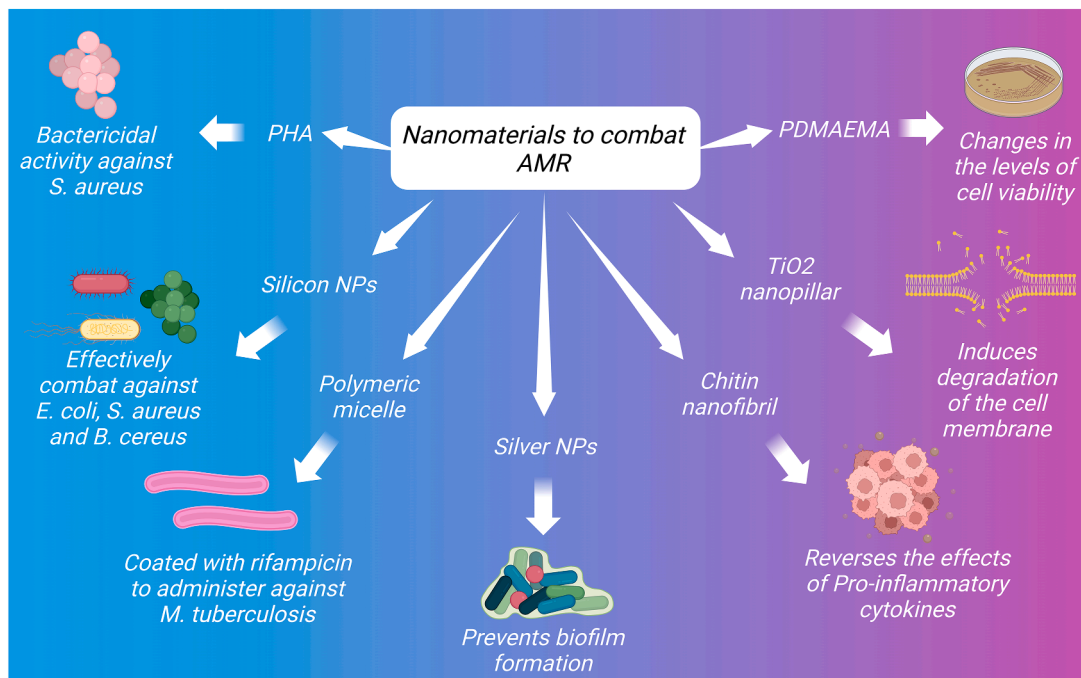 Nanomaterials to combat
AMR
PHA
Bactericidal
activity against
S. aureus
Silicon NPs
Effectively
combat against
E. coli, S. aureus
and B. cereus
Polymeric
micelle
Coated with rifampicin
to administer against
M. tuberculosis
Silver NPs
Prevents biofilm
formation
Chitin
nanofibril
Reverses the effects
of Pro-inflammatory
cytokines
TiO2
nanopillar
Induces
degradation
of the cell
membrane
PDMAEMA
Changes in
the levels of
cell viability